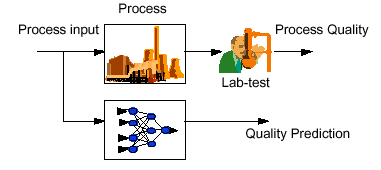 Process
Process input
Process Quality
Lab-test
Quality Prediction